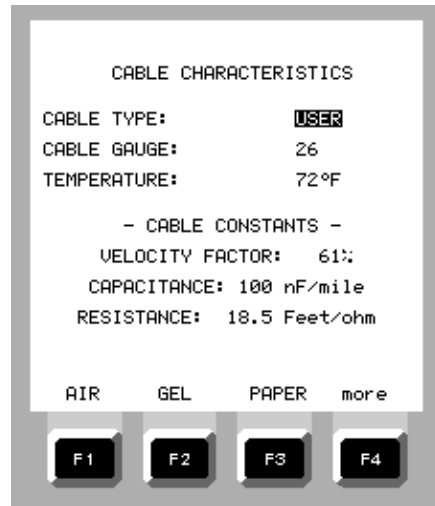 CABLE CHARACTERISTICS
CABLE TYPE: USER
CABLE GAUGE: 26
TEMPERATURE: 72°F
- CABLE CONSTANTS -
VELOCITY FACTOR: 61%
CAPACITANCE: 100 nF/mile
RESISTANCE: 18.5 Feet/ohm
AIR GEL PAPER more
F1 F2 F3 F4